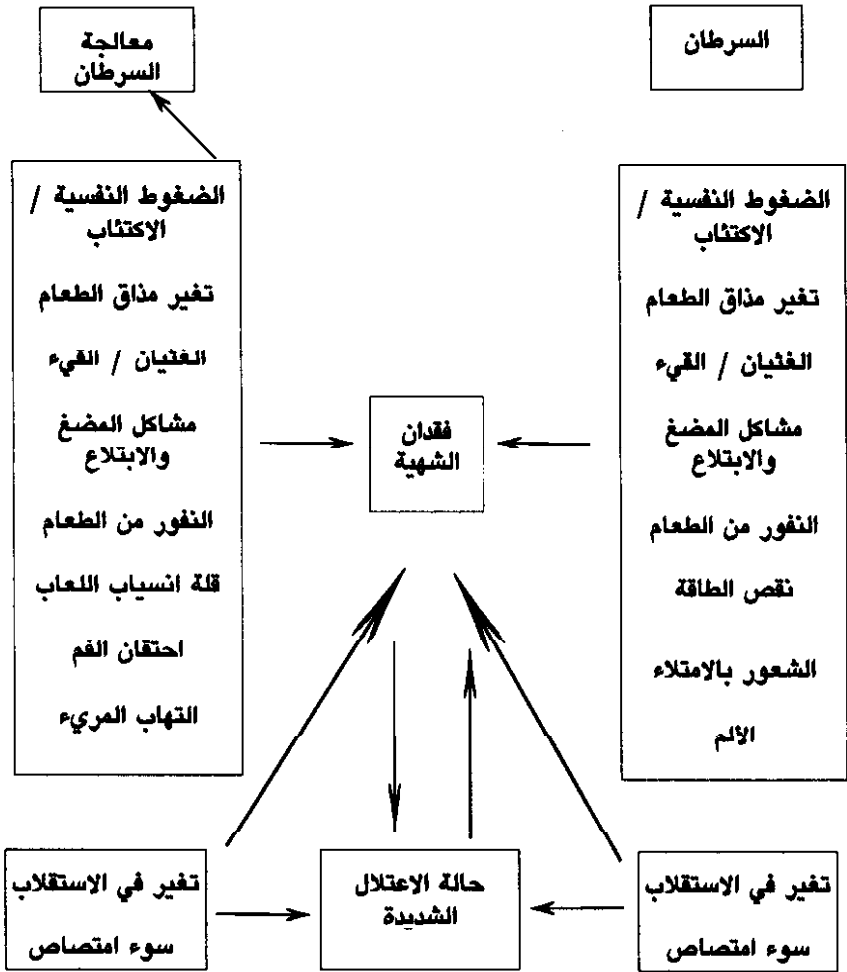 السرطان
معالجة
السرطان
الضغوط النفسية /
الاكتئاب
تغير مذاق الطعام
الغثيان / القيء
مشاكل المضغ
والابتلاع
النفور من الطعام
نقص الطاقة
الشعور بالامتلاء
الألم
فقدان
الشهية
الضغوط النفسية /
الاكتئاب
تغير مذاق الطعام
الغثيان / القيء
مشاكل المضغ
والابتلاع
النفور من الطعام
قلة انسياب اللعاب
احتقان الفم
التهاب المريء
تغير في الاستقلاب
سوء امتصاص
حالة الاعتلال
الشديدة
تغير في الاستقلاب
سوء امتصاص